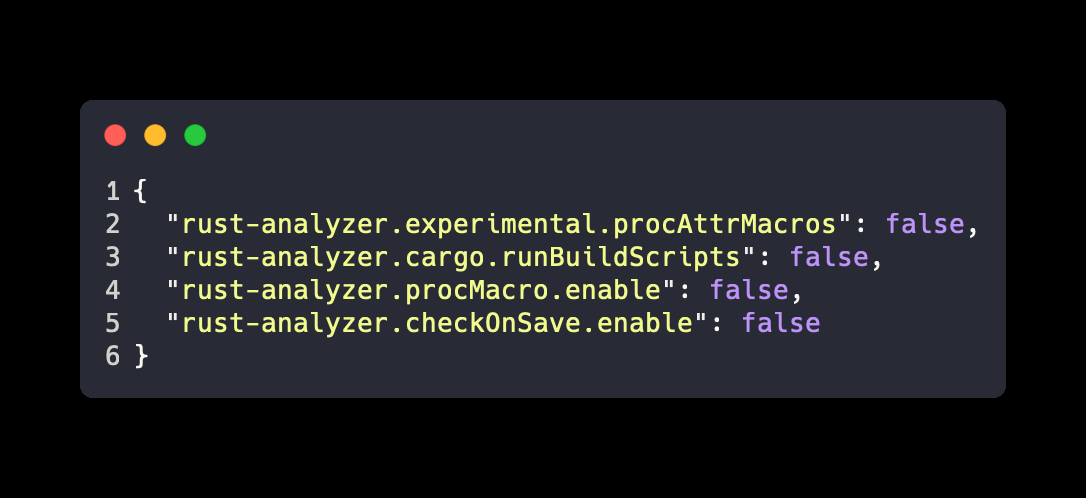 1 {
2   "rust-analyzer.experimental.procAttrMacros": false,
3   "rust-analyzer.cargo.runBuildScripts": false,
4   "rust-analyzer.procMacro.enable": false,
5   "rust-analyzer.checkOnSave.enable": false
6 }